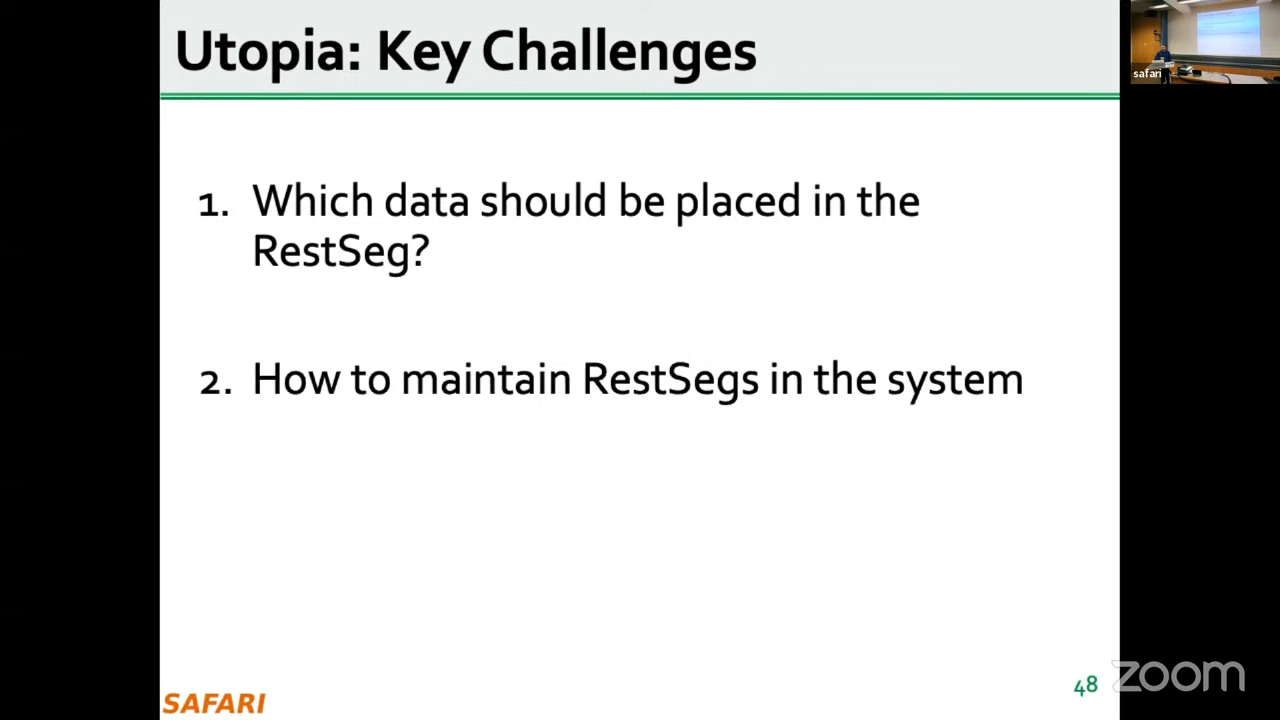 Utopia: Key Challenges
safari
1. Which data should be placed in the
RestSeg?
2. How to maintain RestSegs in the system
SAFARI
48
zoom